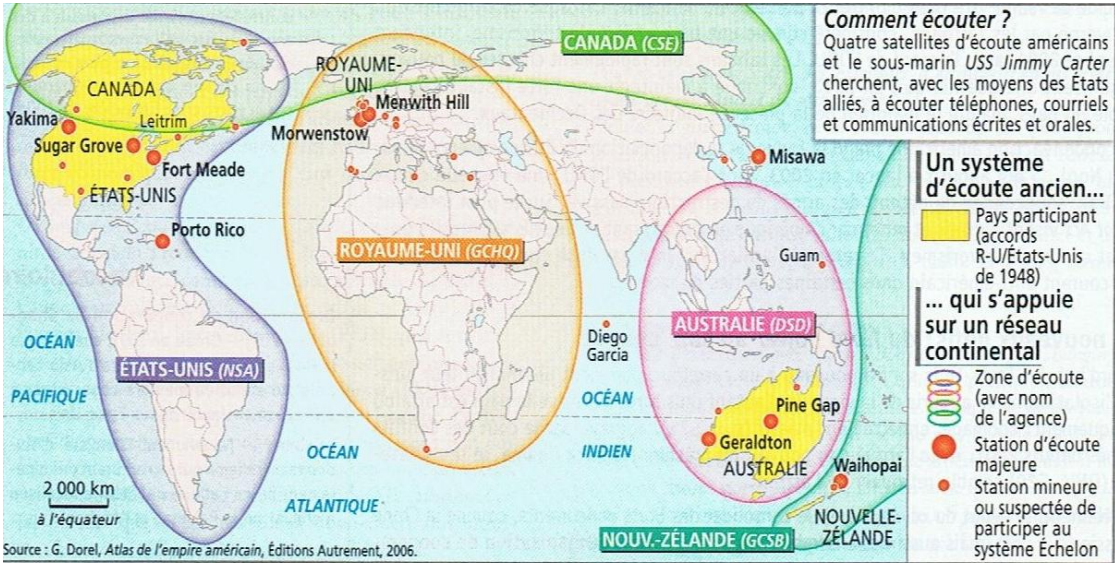 Comment écouter ?
Quatre satellites d'écoute américains
et le sous-marin USS Jimmy Carter
cherchent, avec les moyens des États
alliés, à écouter téléphones, courriels
et communications écrites et orales.
Un système
d'écoute ancien...
Pays participant
(accords
R-U/États-Unis
de 1948)
... qui s'appuie
sur un réseau
continental
Zone d'écoute
(avec nom
de l'agence)
Station d'écoute
majeure
Station mineure
ou suspectée de
participer au
système Échelon
CANADA (CSE)
ROYAUME-
UNI
CANADA
Menwith Hill
Yakima
Leitrim
Morwenstow
Sugar Grove
Misawa
Fort Meade
ÉTATS-UNIS
Porto Rico
ROYAUME-UNI (GCHQ)
Guam
Diego
Garcia
AUSTRALIE (DSD)
OCÉAN
PACIFIQUE
ÉTATS-UNIS (NSA)
OCÉAN
INDIEN
Pine Gap
Geraldton
AUSTRALIE
OCÉAN
ATLANTIQUE
Waihopai
NOUVELLE-
ZÉLANDE
NOUV.-ZÉLANDE (GCSB)
2 000 km
à l'équateur
Source : G. Dorel, Atlas de l'empire américain, Éditions Autrement, 2006.